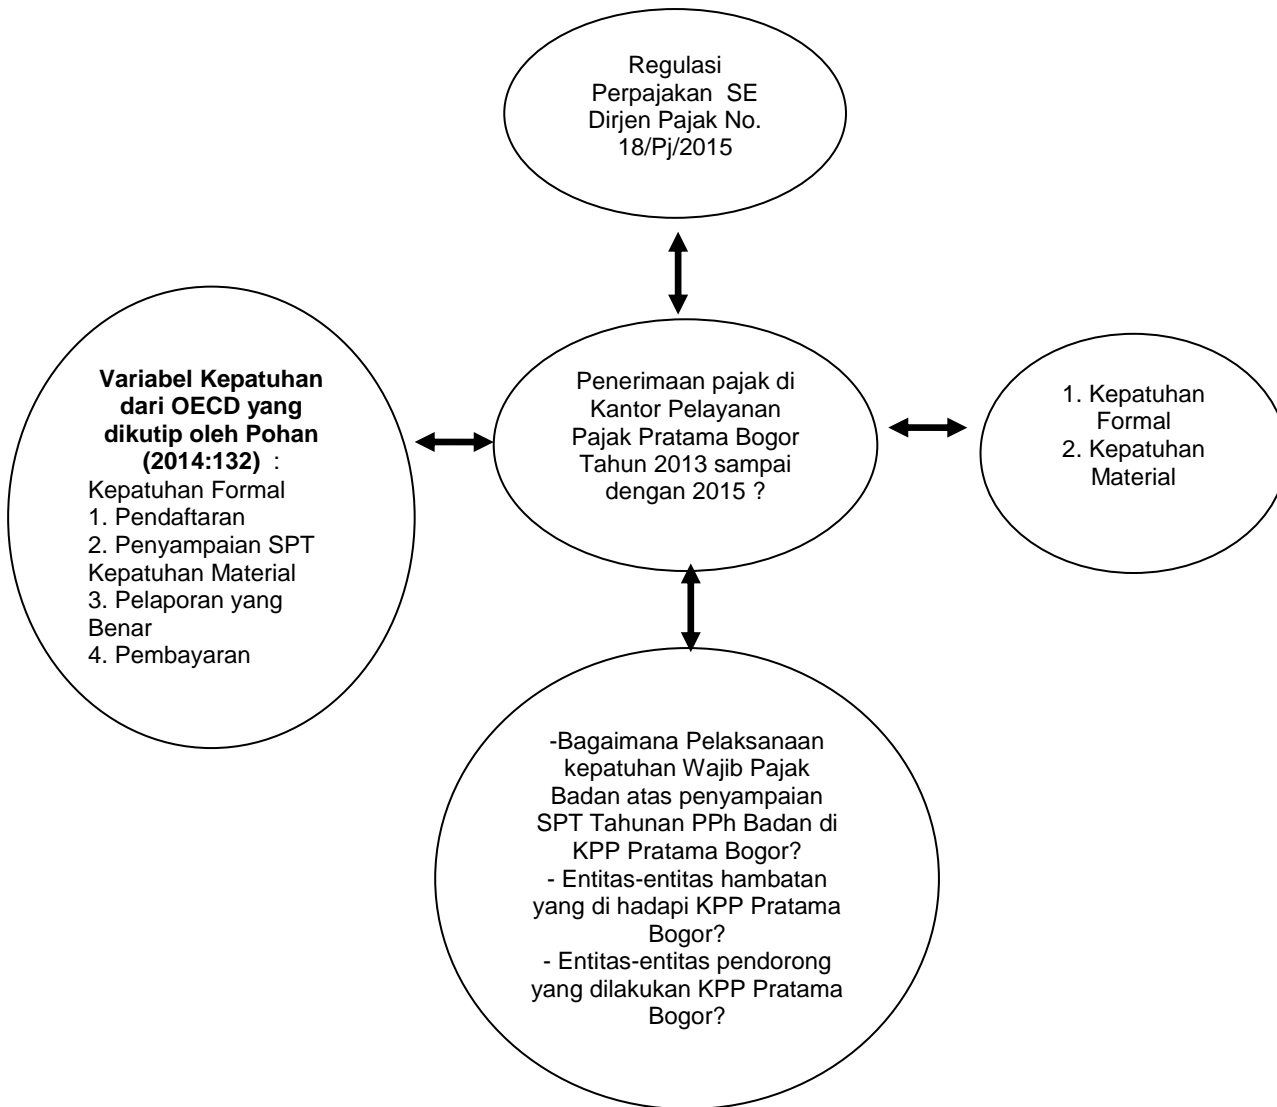 Regulasi
Perpajakan SE
Dirjen Pajak No.
18/Pj/2015
Variabel Kepatuhan
dari OECD yang
dikutip oleh Pohan
(2014:132) :
Kepatuhan Formal
1. Pendaftaran
2. Penyampaian SPT
Kepatuhan Material
3. Pelaporan yang
Benar
4. Pembayaran
Penerimaan pajak di
Kantor Pelayanan
Pajak Pratama Bogor
Tahun 2013 sampai
dengan 2015 ?
1. Kepatuhan
Formal
2. Kepatuhan
Material
-Bagaimana Pelaksanaan
kepatuhan Wajib Pajak
Badan atas penyampaian
SPT Tahunan PPh Badan di
KPP Pratama Bogor?
- Entitas-entitas hambatan
yang di hadapi KPP Pratama
Bogor?
- Entitas-entitas pendorong
yang dilakukan KPP Pratama
Bogor?